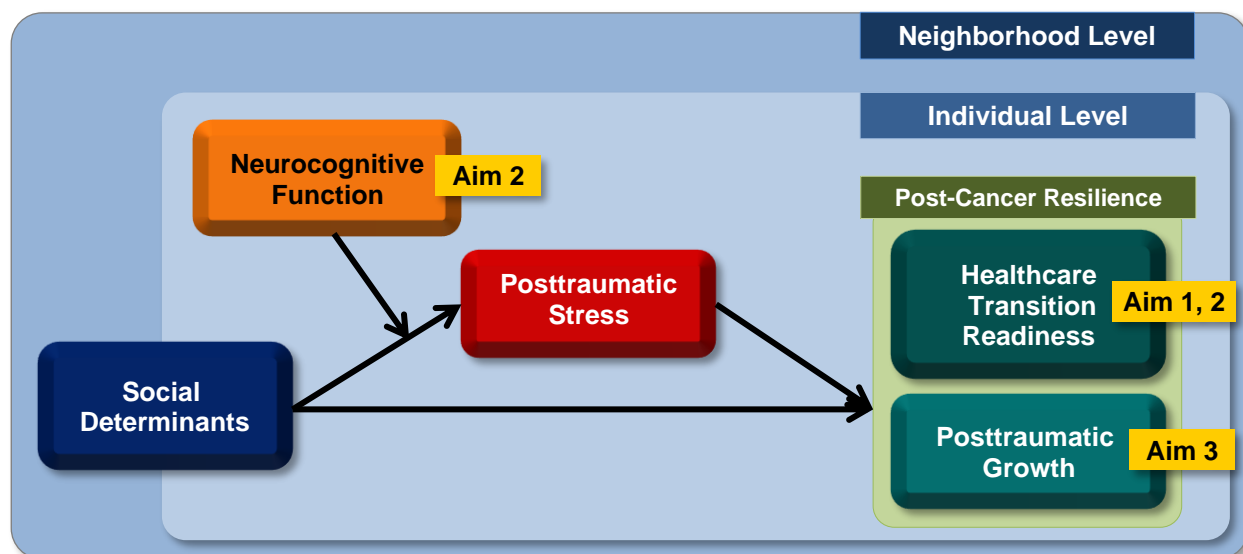 Neighborhood Level
Individual Level
Neurocognitive
Function
Aim 2
Post-Cancer Resilience
Posttraumatic
Stress
Healthcare
Transition
Readiness
Aim 1, 2
Social
Determinants
Posttraumatic
Growth
Aim 3